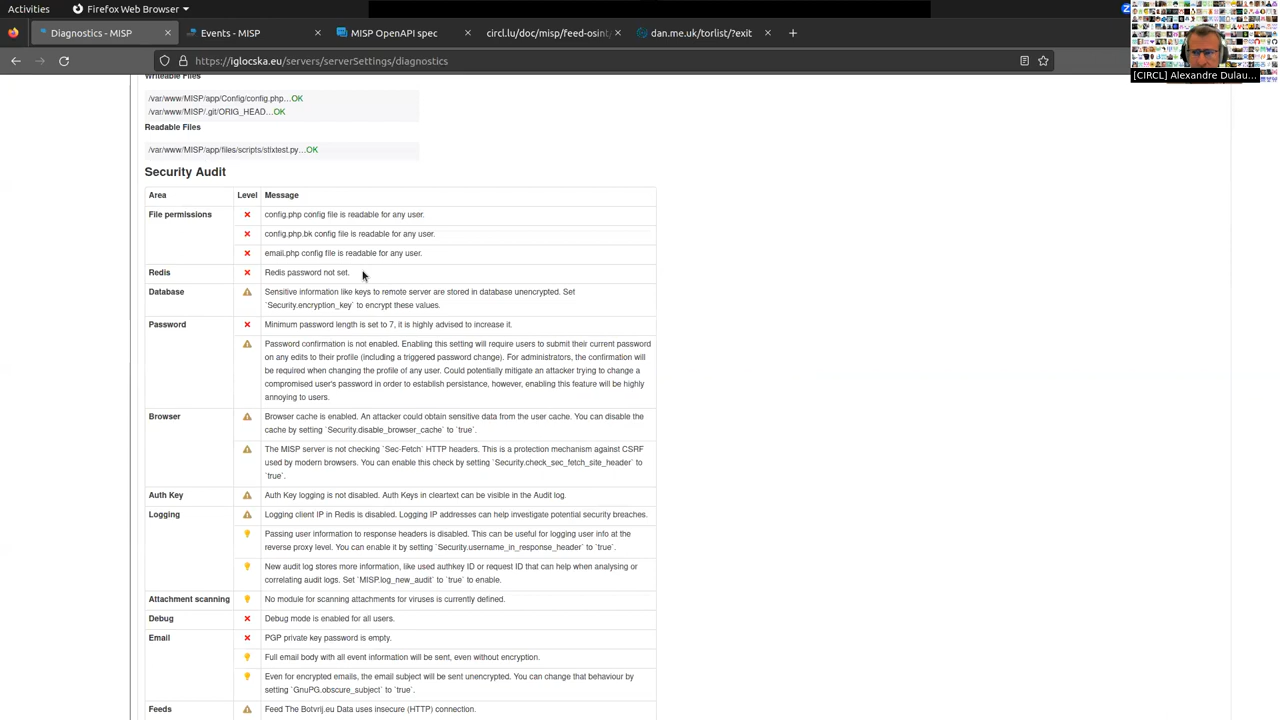 Activities
Firefox Web Browser
Diagnostics - MISP
Events - MISP
MISP OpenAPI spec
circl.lu/doc/misp/feed-osint/
dan.me.uk/torlist/?exit
https://iglocska.eu/servers/serverSettings/diagnostics
[CIRCL] Alexandre Dulau...
Writeable Files
/var/www/MISP/app/Config/config.php...OK
/var/www/MISP/.git/ORIG_HEAD...OK
Readable Files
/var/www/MISP/app/files/scripts/stixtest.py...OK
Security Audit
Area Level Message
File permissions config.php config file is readable for any user.
config.php.bk config file is readable for any user.
email.php config file is readable for any user.
Redis Redis password not set.
Database Sensitive information like keys to remote server are stored in database unencrypted. Set
`Security.encryption_key` to encrypt these values.
Password Minimum password length is set to 7, it is highly advised to increase it.
Password confirmation is not enabled. Enabling this setting will require users to submit their current password
on any edits to their profile (including a triggered password change). For administrators, the confirmation will
be required when changing the profile of any user. Could potentially mitigate an attacker trying to change a
compromised user's password in order to establish persistance, however, enabling this feature will be highly
annoying to users.
Browser Browser cache is enabled. An attacker could obtain sensitive data from the user cache. You can disable the
cache by setting `Security.disable_browser_cache` to `true`.
The MISP server is not checking `Sec-Fetch` HTTP headers. This is a protection mechanism against CSRF
used by modern browsers. You can enable this check by setting `Security.check_sec_fetch_site_header` to
`true`.
Auth Key Auth Key logging is not disabled. Auth Keys in cleartext can be visible in the Audit log.
Logging Logging client IP in Redis is disabled. Logging IP addresses can help investigate potential security breaches.
Passing user information to response headers is disabled. This can be useful for logging user info at the
reverse proxy level. You can enable it by setting `Security.username_in_response_header` to `true`.
New audit log stores more information, like used authkey ID or request ID that can help when analysing or
correlating audit logs. Set `MISP.log_new_audit` to `true` to enable.
Attachment scanning No module for scanning attachments for viruses is currently defined.
Debug Debug mode is enabled for all users.
Email PGP private key password is empty.
Full email body with all event information will be sent, even without encryption.
Even for encrypted emails, the email subject will be sent unencrypted. You can change that behaviour by
setting `GnuPG.obscure_subject` to `true`.
Feeds Feed The Botvrij.eu Data uses insecure (HTTP) connection.